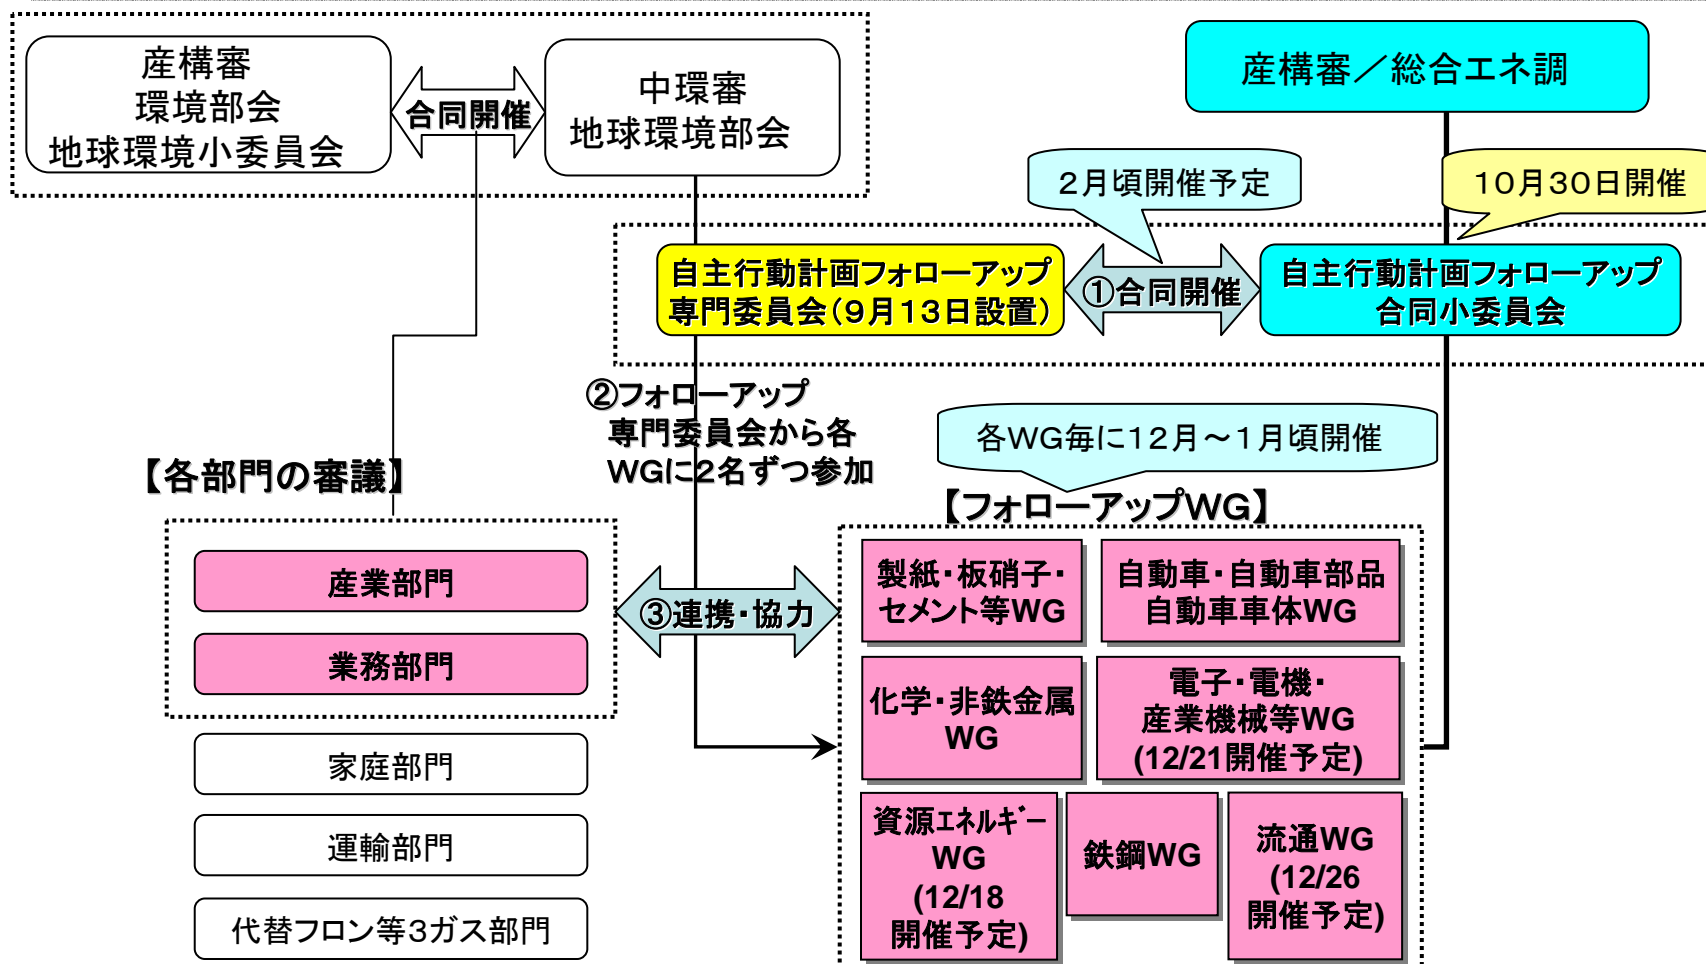 産構審
環境部会
地球環境小委員会
合同開催
中環審
地球環境部会
産構審／総合エネ調
２月頃開催予定
１０月３０日開催
自主行動計画フォローアップ
専門委員会（９月１３日設置）
①合同開催
自主行動計画フォローアップ
合同小委員会
②フォローアップ
専門委員会から各
ＷＧに２名ずつ参加
各ＷＧ毎に１２月～１月頃開催
【各部門の審議】
【フォローアップＷＧ】
産業部門
業務部門
家庭部門
運輸部門
代替フロン等３ガス部門
③連携・協力
製紙・板硝子・
セメント等WG
自動車・自動車部品
自動車車体WG
化学・非鉄金属
WG
電子・電機・
産業機械等WG
(12/21開催予定)
資源エネルギー
WG
(12/18
開催予定)
鉄鋼WG
流通WG
(12/26
開催予定)